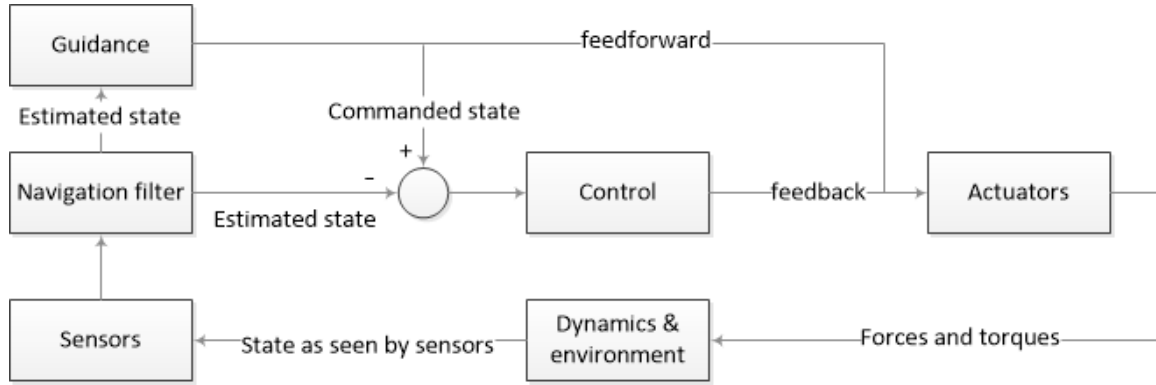 Guidance
feedforward
Estimated state
Commanded state
+
-
Navigation filter
Control
feedback
Actuators
Estimated state
Sensors
State as seen by sensors
Dynamics &
environment
Forces and torques